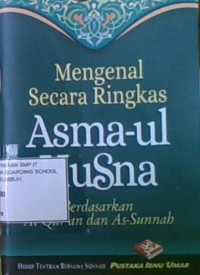 Mengenal
Secara Ringkas
Asma-ul
HuSna
Berdasarkan
Al-Qur'an dan As-Sunnah
SMP-IT
BOARDING SCHOOL
HIDUP TENTRAM BERSAMA SUNNAH PUSTAKA IBNU 'UMAR